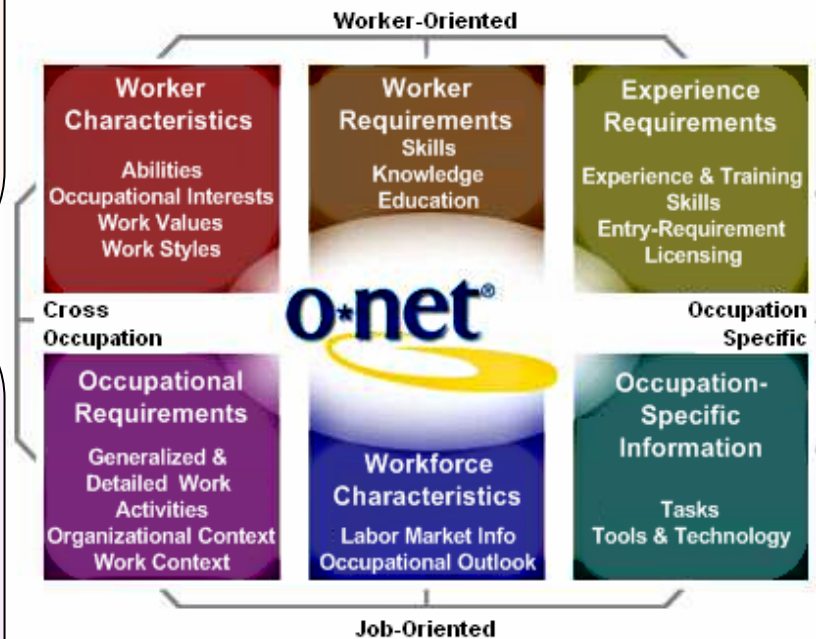 Worker-Oriented
Worker
Characteristics
Abilities
Occupational Interests
Work Values
Work Styles
Worker
Requirements
Skills
Knowledge
Education
Experience
Requirements
Experience & Training
Skills
Entry-Requirement
Licensing
Cross
Occupation
o*net®
Occupation
Specific
Occupational
Requirements
Generalized &
Detailed Work
Activities
Organizational Context
Work Context
Workforce
Characteristics
Labor Market Info
Occupational Outlook
Occupation-
Specific
Information
Tasks
Tools & Technology
Job-Oriented